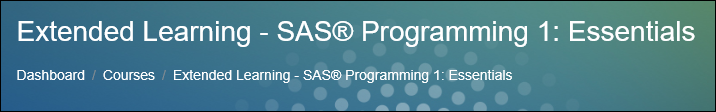 Extended Learning - SAS® Programming 1: Essentials
Dashboard / Courses / Extended Learning - SAS® Programming 1: Essentials